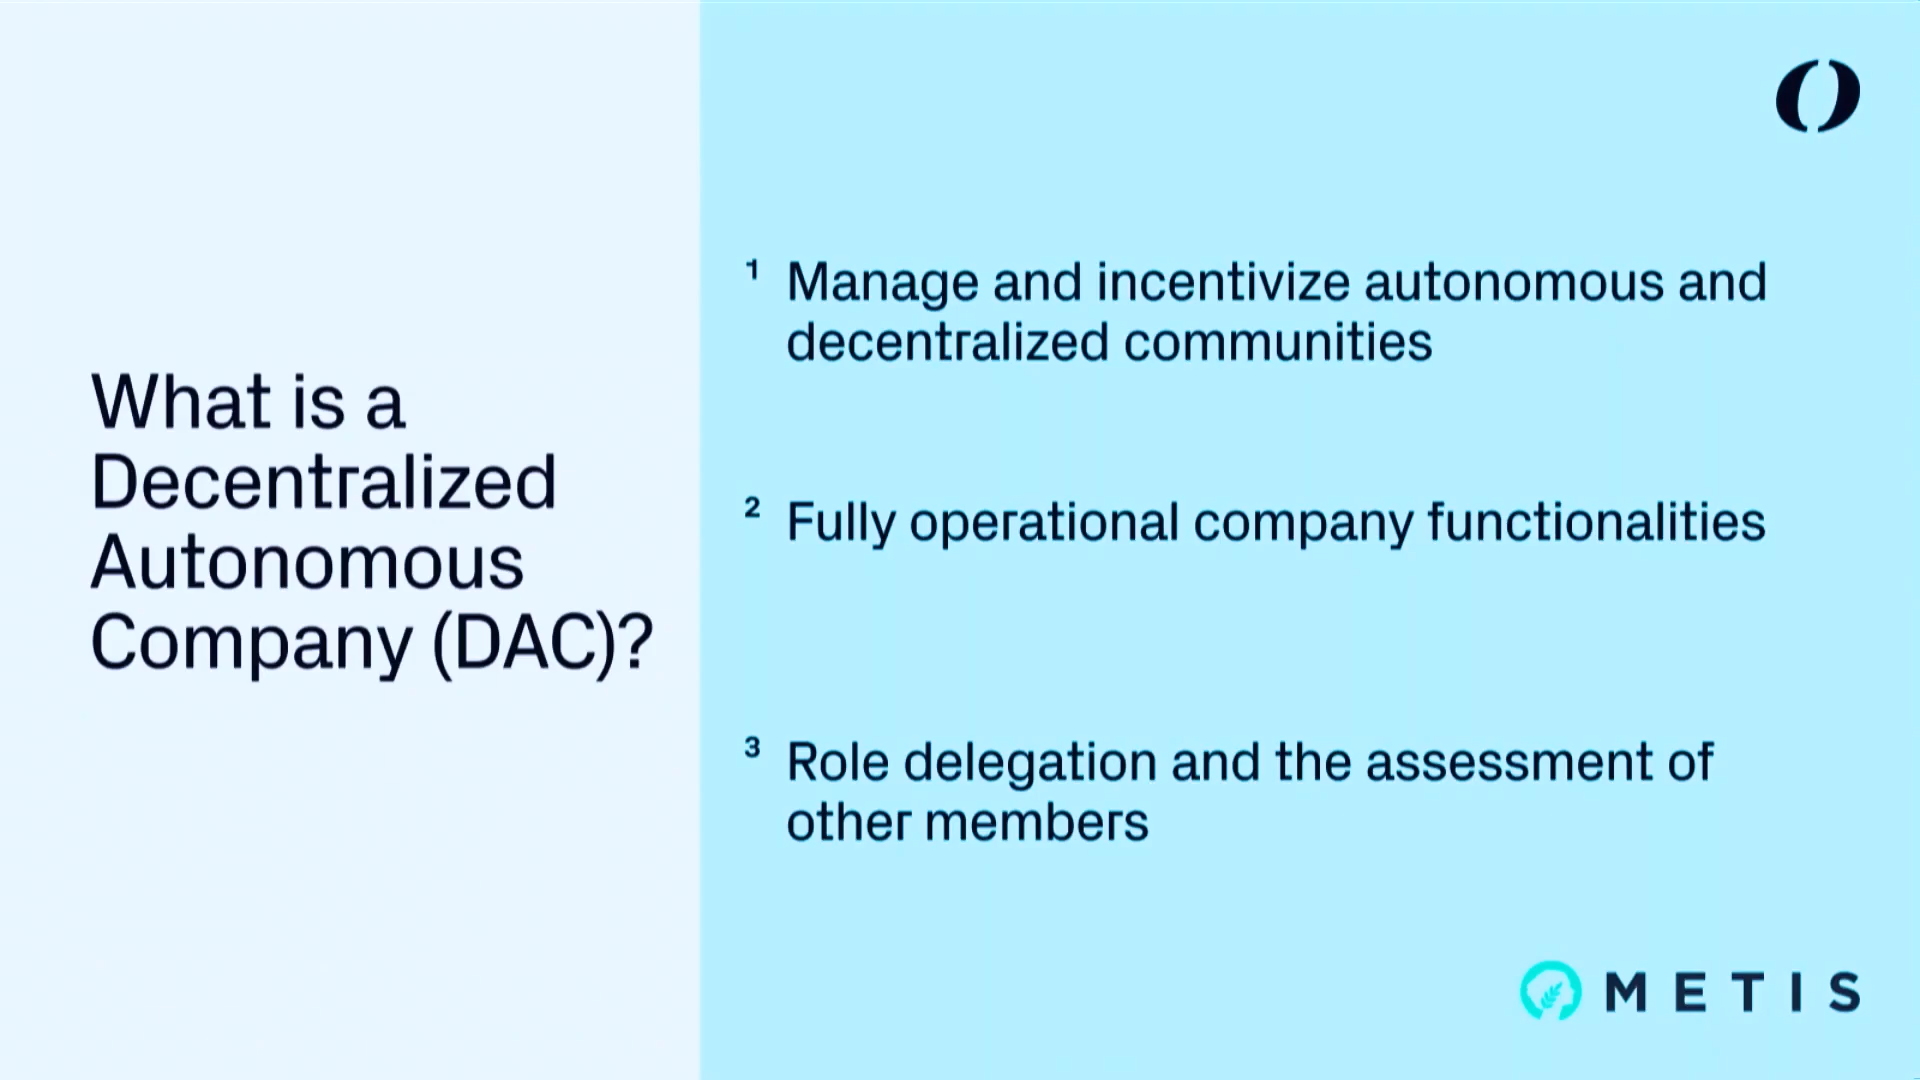 What is a
Decentralized
Autonomous
Company (DAC)?
1 Manage and incentivize autonomous and
decentralized communities
2 Fully operational company functionalities
3 Role delegation and the assessment of
other members
METIS